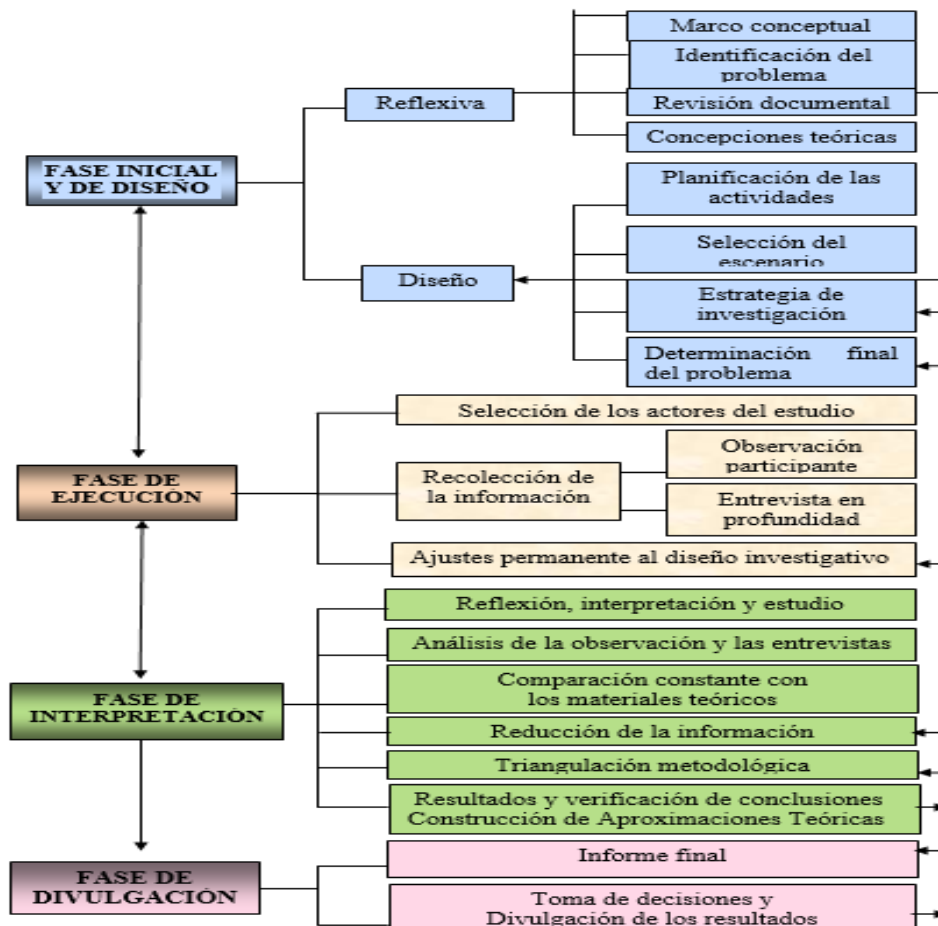 Marco conceptual
Identificación del
problema
Reflexiva
Revisión documental
Concepciones teóricas
FASE INICIAL
Y DE DISEÑO
Planificación de las
actividades
Selección del
escenario
Diseño
Estrategia de
investigación
Determinación final
del problema
Selección de los actores del estudio
FASE DE
EJECUCIÓN
Recolección de
la información
Observación
participante
Entrevista en
profundidad
Ajustes permanente al diseño investigativo
Reflexión, interpretación y estudio
Análisis de la observación y las entrevistas
FASE DE
INTERPRETACIÓN
Comparación constante con
los materiales teóricos
Reducción de la información
Triangulación metodológica
Resultados y verificación de conclusiones
Construcción de Aproximaciones Teóricas
FASE DE
DIVULGACIÓN
Informe final
Toma de decisiones y
Divulgación de los resultados